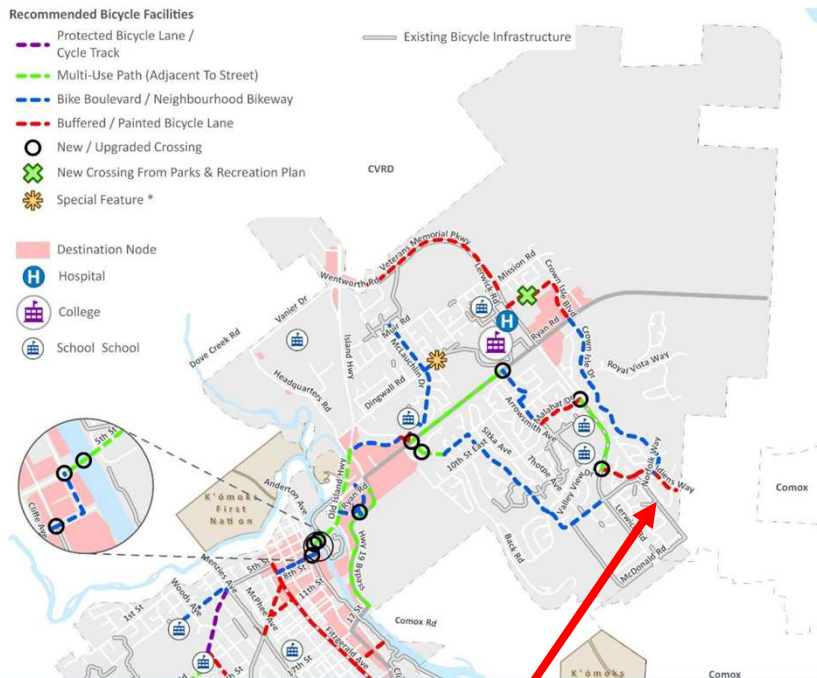 Recommended Bicycle Facilities
Protected Bicycle Lane /
Cycle Track
Existing Bicycle Infrastructure
Multi-Use Path (Adjacent To Street)
Bike Boulevard / Neighbourhood Bikeway
Buffered / Painted Bicycle Lane
New / Upgraded Crossing
New Crossing From Parks & Recreation Plan
Special Feature *
Destination Node
H Hospital
College
School School
CVRD
Veterans Memorial Pkwy
Wentworth Rd
Lerwick Rd
Mission Rd
Crown Isle Blvd
Vanier Dr
Dove Creek Rd
Island Hwy
Muir Rd
McLauchlin Dr
H
Ryan Rd
Crown Isle Dr
Royal Vista Way
Headquarters Rd
Dingwall Rd
Malahat Dr
Arrowsmith Ave
Sitka Ave
10th St East
Thorpe Ave
Valley View Dr
Norfolk Way
5th St
Cliffe Ave
K'ómoks
First
Nation
Anderton Ave
Old Island Hwy
Ryan Rd
Back Rd
Lerwick Rd
McDonald Rd
Comox
Hwy 19 Bypass
Menzies Ave
5th St
8th St
11th St
1st St
Woods Ave
McPhee Ave
17 St
Comox Rd
Fitzgerald Ave
17th St
K'ómoks
Comox